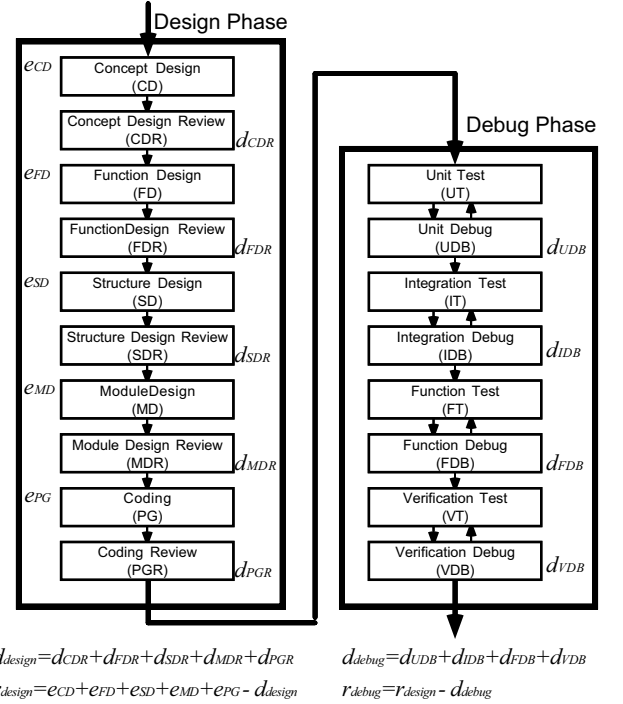 Design Phase
eCD
Concept Design
(CD)
Concept Design Review
(CDR)
dCDR
eFD
Function Design
(FD)
FunctionDesign Review
(FDR)
dFDR
eSD
Structure Design
(SD)
Structure Design Review
(SDR)
dSDR
eMD
ModuleDesign
(MD)
Module Design Review
(MDR)
dMDR
ePG
Coding
(PG)
Coding Review
(PGR)
dPGR
Debug Phase
Unit Test
(UT)
Unit Debug
(UDB)
dUDB
Integration Test
(IT)
Integration Debug
(IDB)
dIDB
Function Test
(FT)
Function Debug
(FDB)
dFDB
Verification Test
(VT)
Verification Debug
(VDB)
dVDB
ddesign=dCDR+dFDR+dSDR+dMDR+dPGR
design=eCD+eFD+eSD+eMD+ePG- ddesign
ddebug=dUDB+dIDB+dFDB+dVDB
rdebug=rdesign- ddebug